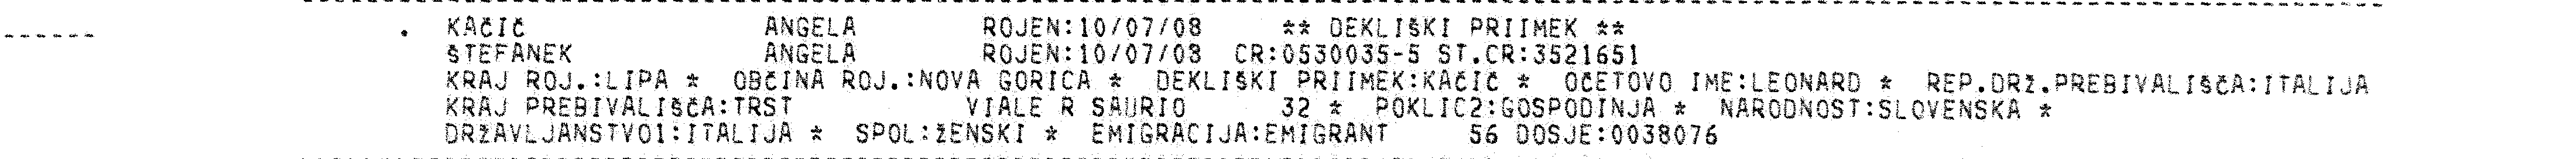 KAČIČ ANGELA ROJEN:10/07/08 ** DEKLIŠKI PRIIMEK **
ŠTEFANEK ANGELA ROJEN:10/07/08 CR:0530035-5 ST.CR:3521651
KRAJ ROJ.:LIPA * OBČINA ROJ.:NOVA GORICA * DEKLIŠKI PRIIMEK:KAČIČ * OČETOVO IME:LEONARD * REP.DRŽ.PREBIVALIŠČA:ITALIJA
KRAJ PREBIVALIŠČA:TRST VIALE R SAURIO 32 * POKLIC2:GOSPODINJA * NARODNOST:SLOVENSKA *
DRŽAVLJANSTVO1:ITALIJA * SPOL:ŽENSKI * EMIGRACIJA:EMIGRANT 56 DOSJE:0038076